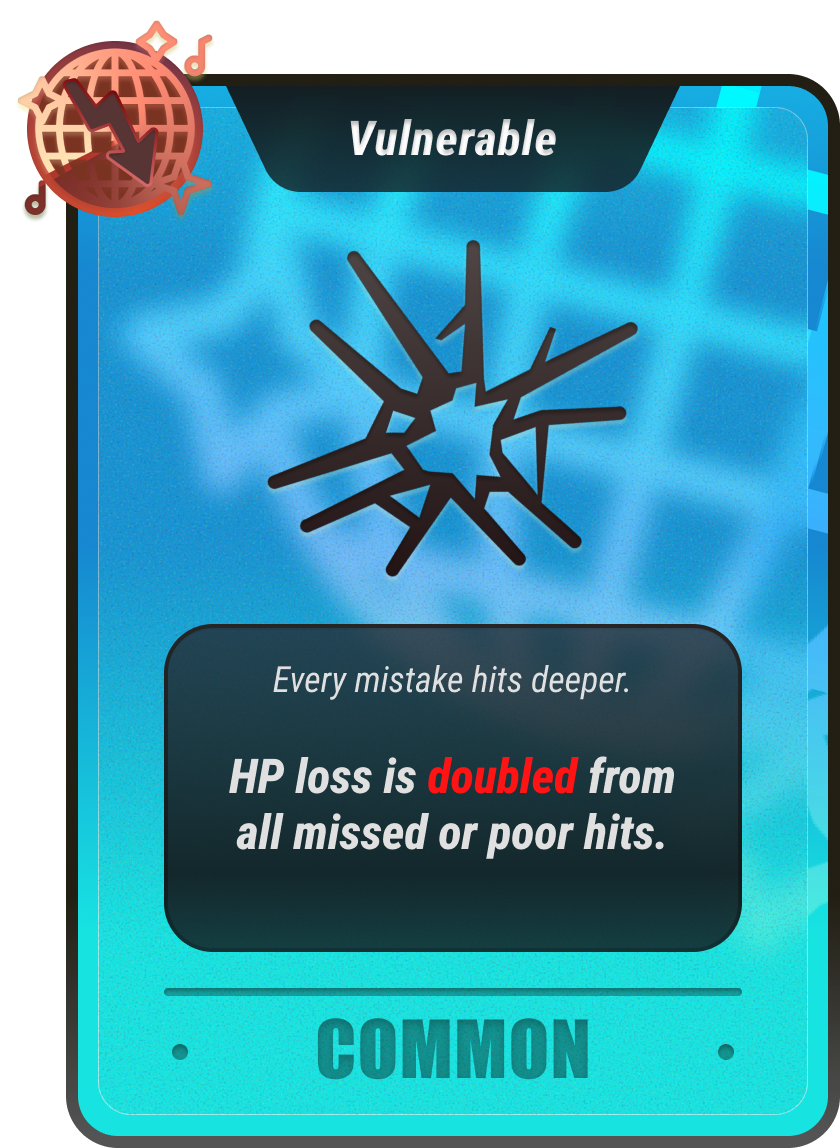 Vulnerable
Every mistake hits deeper.
HP loss is doubled from
all missed or poor hits.
COMMON